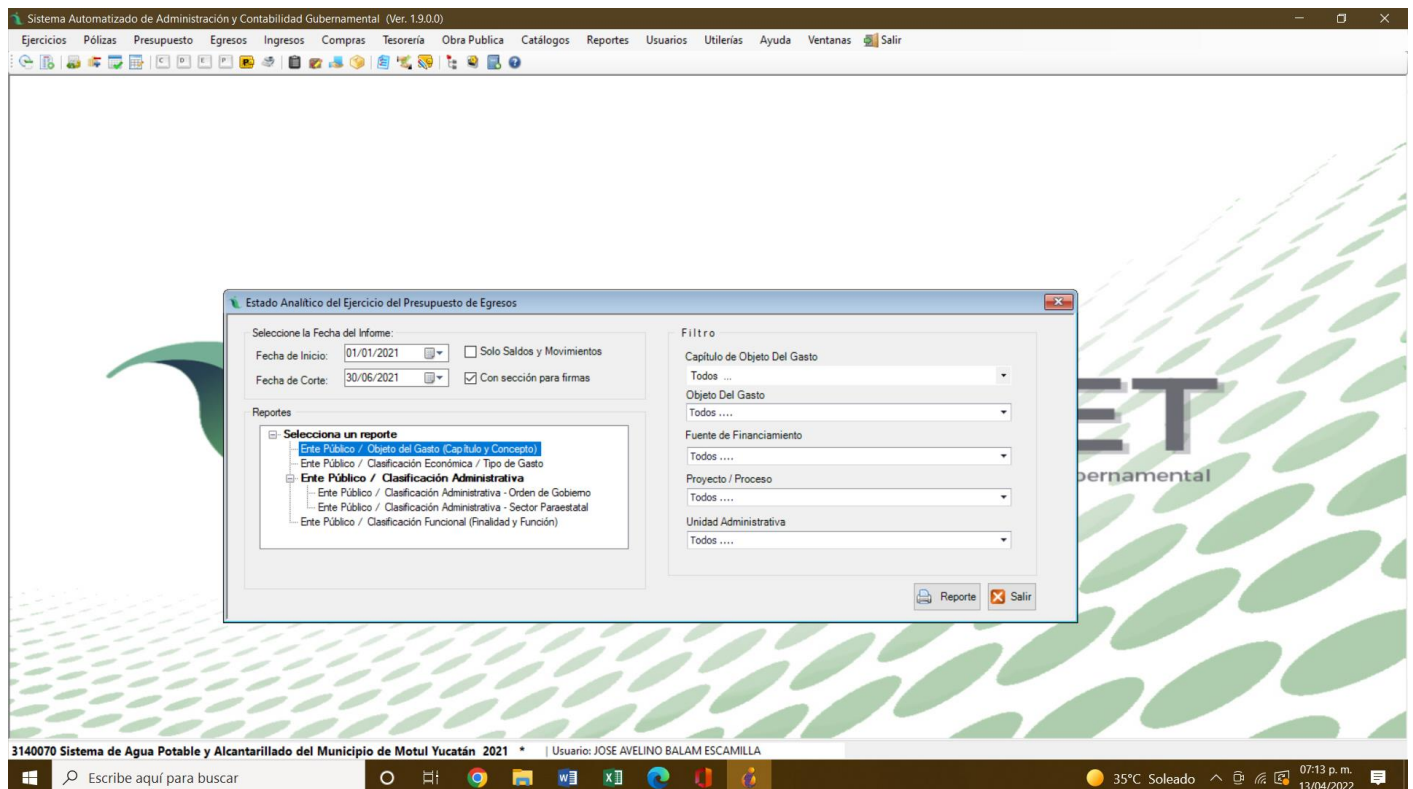 Sistema Automatizado de Administración y Contabilidad Gubernamental (Ver. 1.9.0.0)
Ejercicios Pólizas Presupuesto Egresos Ingresos Compras Tesorería Obra Publica Catálogos Reportes Usuarios Utilerías Ayuda Ventanas Salir
C D E P P
Estado Analítico del Ejercicio del Presupuesto de Egresos
Seleccione la Fecha del Informe:
Fecha de Inicio: 01/01/2021 Solo Saldos y Movimientos
Fecha de Corte: 30/06/2021 Con sección para firmas
Reportes
Selecciona un reporte
Ente Público / Objeto del Gasto (Capítulo y Concepto)
Ente Público / Clasificación Económica / Tipo de Gasto
Ente Público / Clasificación Administrativa
Ente Público / Clasificación Administrativa - Orden de Gobierno
Ente Público / Clasificación Administrativa - Sector Paraestatal
Ente Público / Clasificación Funcional (Finalidad y Función)
Filtro
Capítulo de Objeto Del Gasto
Todos ...
Objeto Del Gasto
Todos ....
Fuente de Financiamiento
Todos ....
Proyecto / Proceso
Todos ....
Unidad Administrativa
Todos ....
Reporte Salir
ET
bernamental
3140070 Sistema de Agua Potable y Alcantarillado del Municipio de Motul Yucatán 2021 * | Usuario: JOSE AVELINO BALAM ESCAMILLA
Escribe aquí para buscar
35°C Soleado
07:13 p. m.
13/04/2022